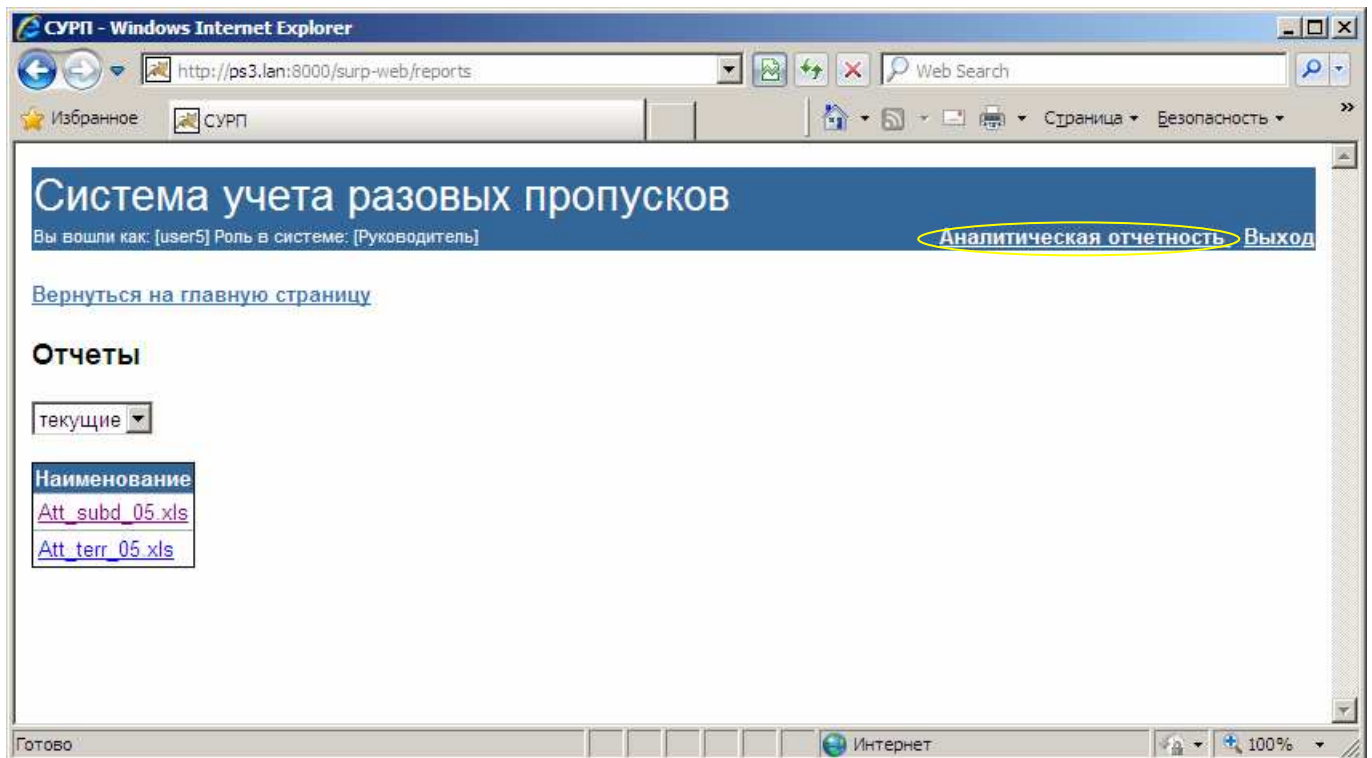 СУРП - Windows Internet Explorer
http://ps3.lan:8000/surp-web/reports
Web Search
Избранное
СУРП
Страница
Безопасность
»
Система учета разовых пропусков
Вы вошли как: [user5] Роль в системе: [Руководитель]
Аналитическая отчетность Выход
Вернуться на главную страницу
Отчеты
текущие
Наименование
Att_subd_05.xls
Att_terr_05.xls
Готово
Интернет
100%